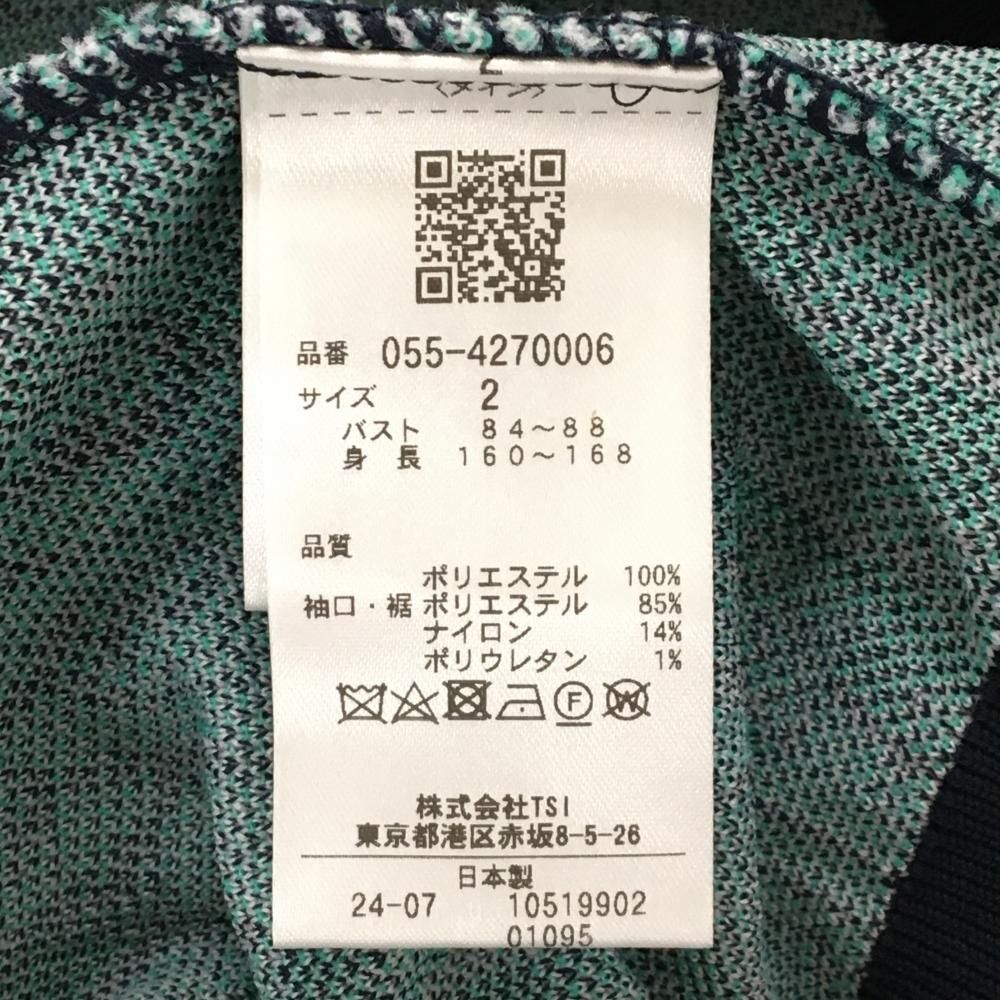 品番 055-4270006
サイズ 2
バスト 84～88
身長 160～168
品質
ポリエステル 100%
袖口・裾 ポリエステル 85%
ナイロン 14%
ポリウレタン 1%
F W
株式会社TSI
東京都港区赤坂8-5-26
日本製
24-07 10519902
01095